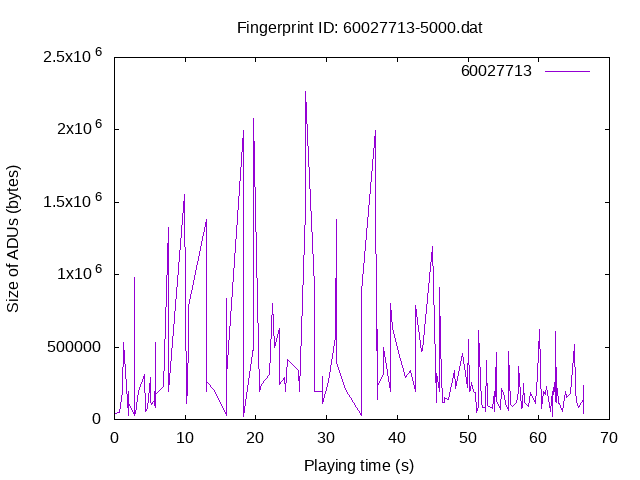 Fingerprint ID: 60027713-5000.dat
60027713
2.5x10^6
2x10^6
1.5x10^6
1x10^6
500000
0
Size of ADUs (bytes)
0 10 20 30 40 50 60 70
Playing time (s)